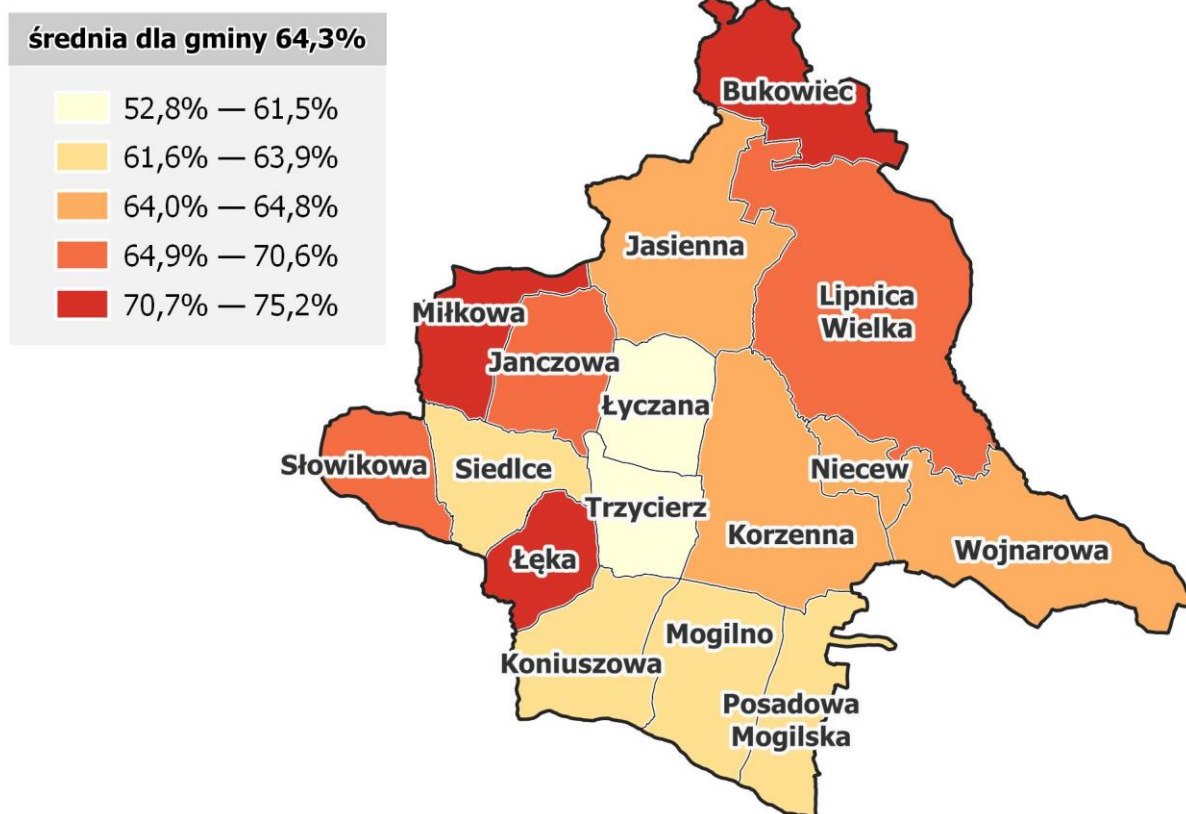 średnia dla gminy 64,3%
52,8% — 61,5%
61,6% — 63,9%
64,0% — 64,8%
64,9% — 70,6%
70,7% — 75,2%
Bukowiec
Jasienna
Lipnica
Wielka
Miłkowa
Janczowa
Łyczana
Słowikowa
Siedlce
Niecew
Trzycierz
Korzenna
Wojnarowa
Łęka
Mogilno
Koniuszowa
Posadowa
Mogilska